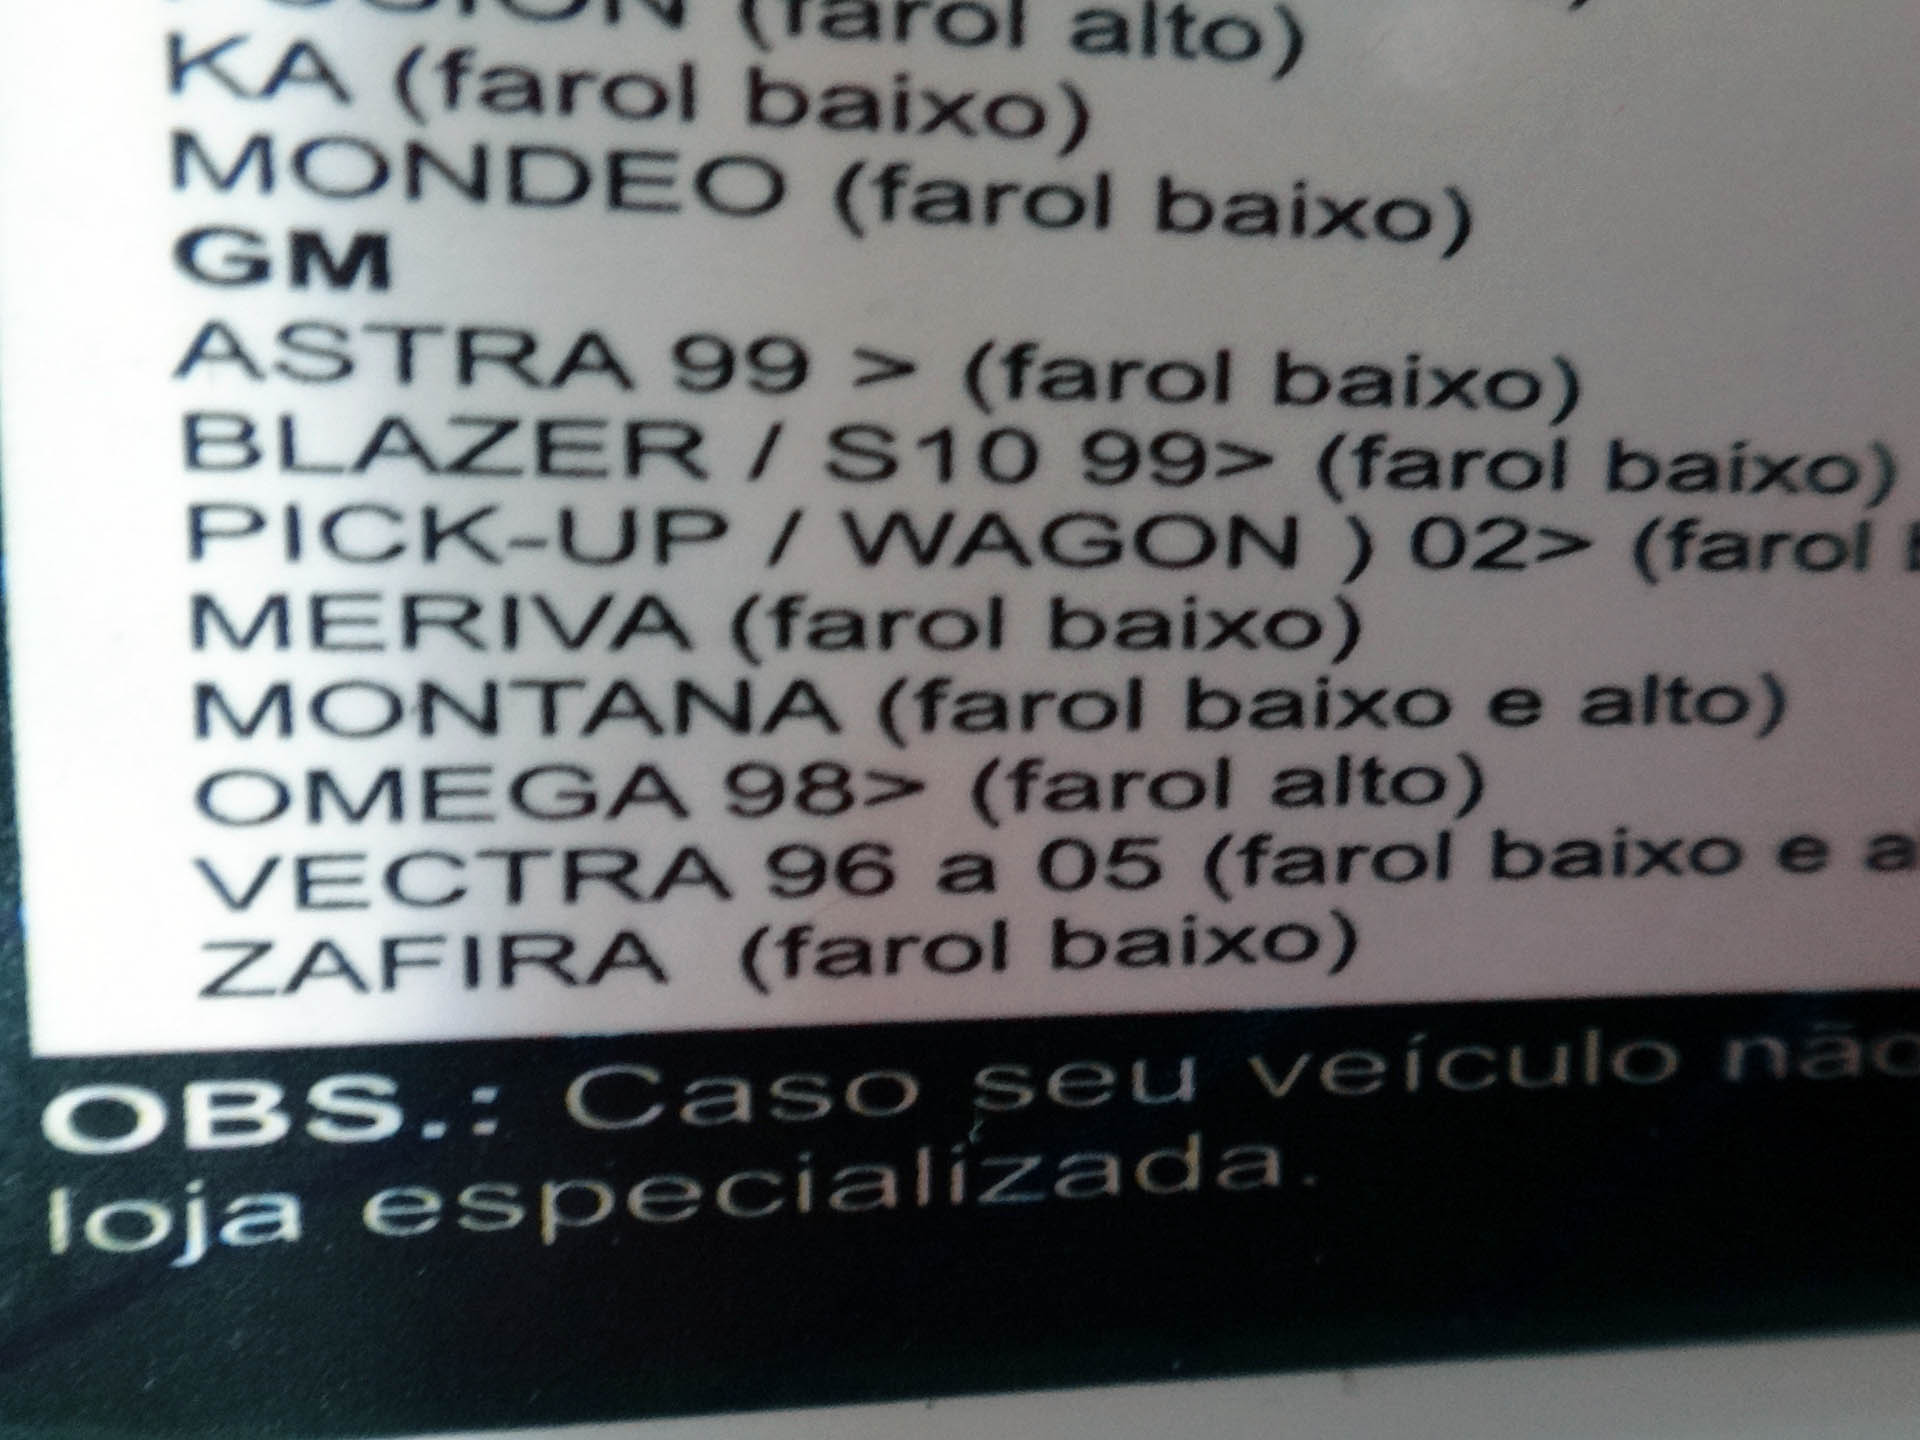 (farol alto)
KA (farol baixo)
MONDEO (farol baixo)
GM
ASTRA 99 > (farol baixo)
BLAZER / S10 99> (farol baixo)
PICK-UP / WAGON ) 02> (farol
MERIVA (farol baixo)
MONTANA (farol baixo e alto)
OMEGA 98> (farol alto)
VECTRA 96 a 05 (farol baixo e
ZAFIRA (farol baixo)
OBS.: Caso seu veículo não
loja especializada.